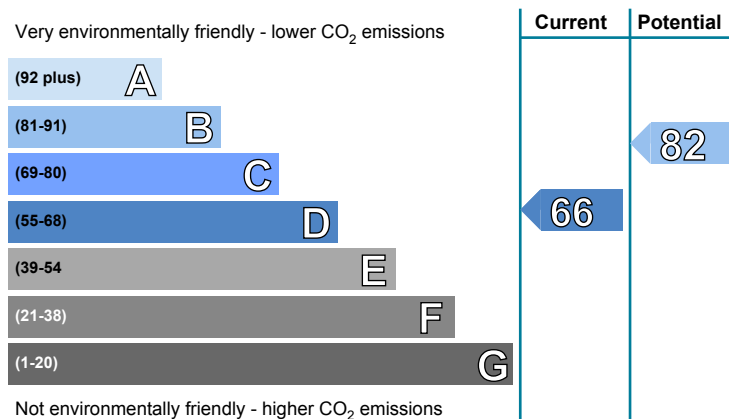 Current Potential
Very environmentally friendly - lower CO₂ emissions
(92 plus) A
(81-91) B
82
(69-80) C
(55-68) D
66
(39-54 E
(21-38) F
(1-20) G
Not environmentally friendly - higher CO₂ emissions